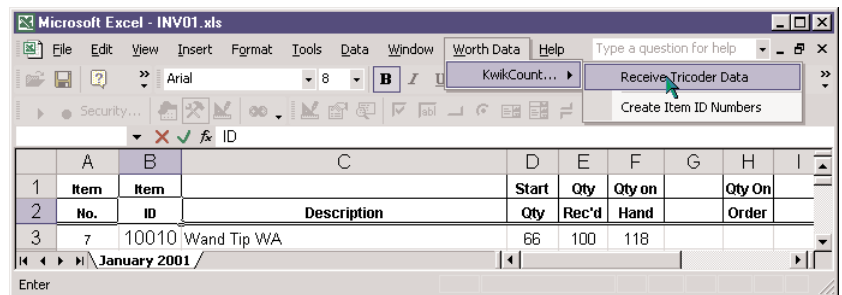 Microsoft Excel - INV01.xls
File Edit View Insert Format Tools Data Window Worth Data Help Type a question for help
Arial 8 B I U KwikCount... Receive Tricoder Data
Securit... Create Item ID Numbers
fx ID
A B C D E F G H I
1 Item Item Start Qty Qty on Qty On
2 No. ID Description Qty Rec'd Hand Order
3 7 10010 Wand Tip WA 66 100 118
January 2001
Enter